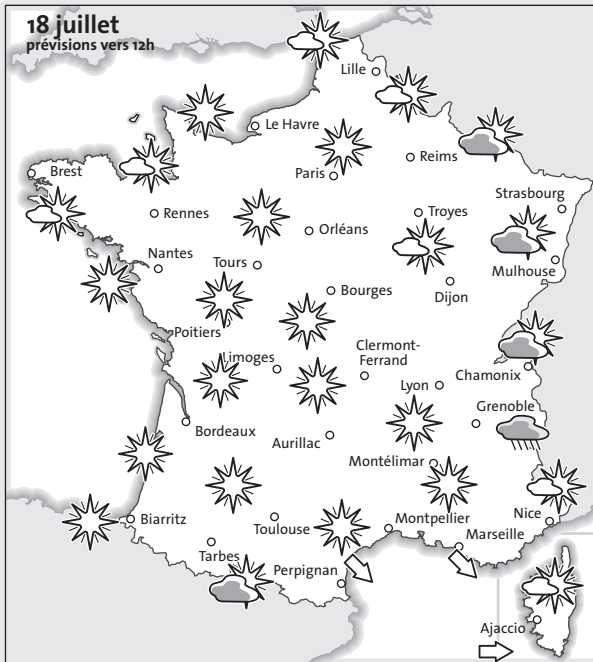 18 juillet
prévisions vers 12h
Lille
Le Havre
Reims
Paris
Brest
Strasbourg
Rennes
Troyes
Orléans
Nantes
Tours
Mulhouse
Bourges
Dijon
Poitiers
Clermont-
Ferrand
Limoges
Chamonix
Lyon
Grenoble
Bordeaux
Aurillac
Montélimar
Nice
Biarritz
Toulouse
Montpellier
Marseille
Tarbes
Perpignan
Ajaccio